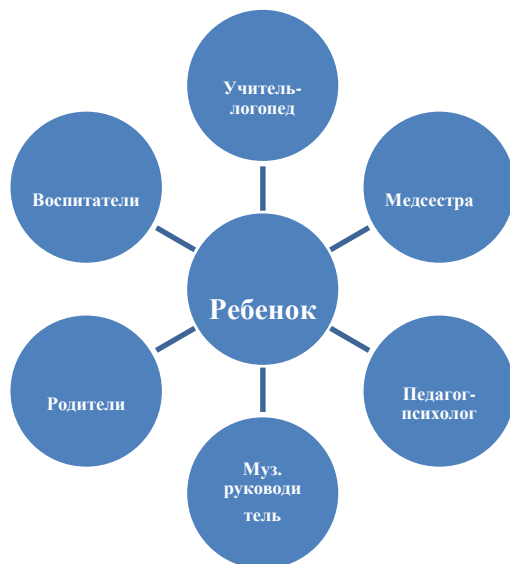 Учитель-
логопед
Воспитатели
Медсестра
Ребенок
Родители
Педагог-
психолог
Муз.
руководи
тель